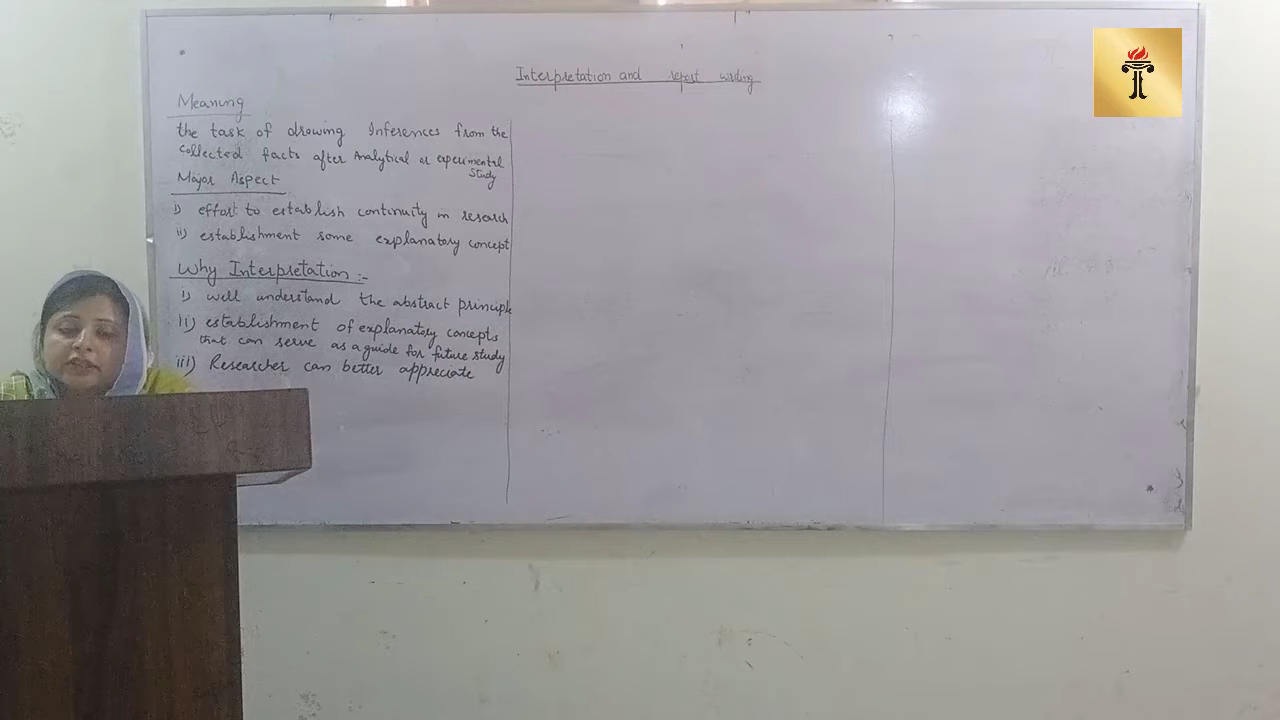 Interpretation and report writing
Meaning
the task of drawing Inferences from the
collected facts after Analytical or experimental
Study
Major Aspect
i) effort to establish continuity in research
ii) establishment some explanatory concept
Why Interpretation :-
i) well understand the abstract principle
ii) establishment of explanatory concepts
that can serve as a guide for future study
iii) Researcher can better appreciate